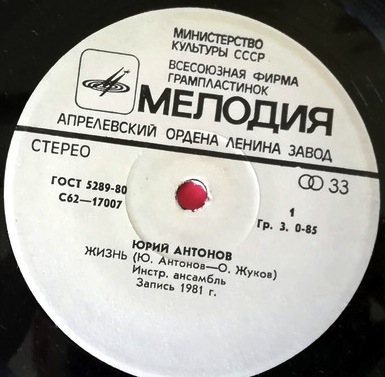 МИНИСТЕРСТВО
КУЛЬТУРЫ СССР
ВСЕСОЮЗНАЯ ФИРМА
ГРАМПЛАСТИНОК
МЕЛОДИЯ
АПРЕЛЕВСКИЙ ОРДЕНА ЛЕНИНА ЗАВОД
СТЕРЕО
33
ГОСТ 5289-80
С62—17007
1
Гр. 3. 0-85
ЮРИЙ АНТОНОВ
ЖИЗНЬ (Ю. Антонов—О. Жуков)
Инстр. ансамбль
Запись 1981 г.